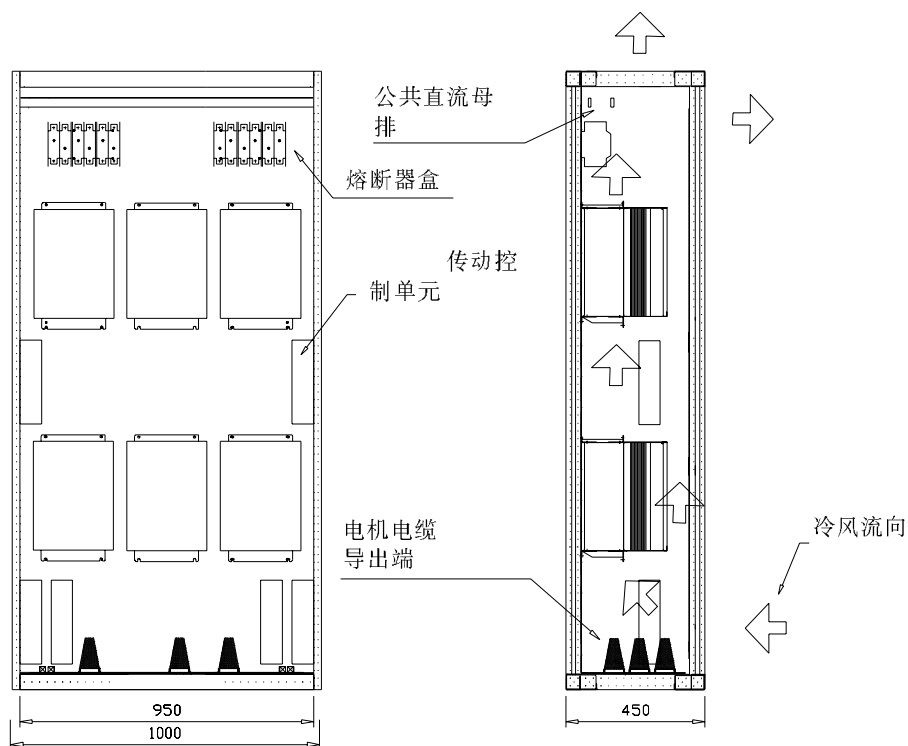 公共直流母
排
熔断器盒
传动控
制单元
电机电缆
导出端
冷风流向
950
1000
450